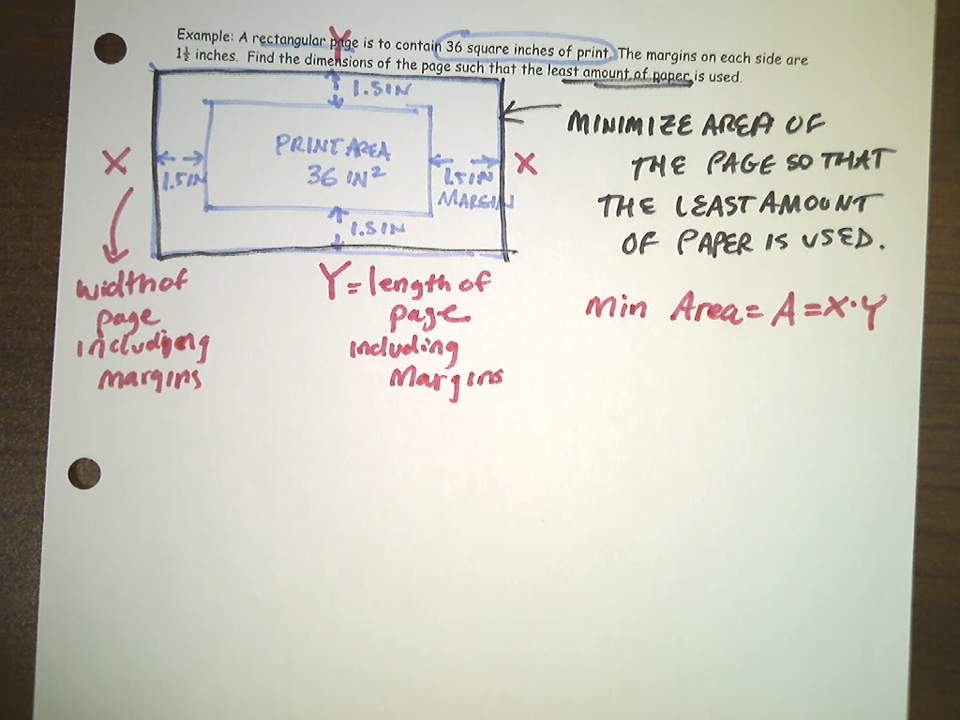 Example: A rectangular page is to contain 36 square inches of print. The margins on each side are
1½ inches. Find the dimensions of the page such that the least amount of paper is used.
Y
1.5IN
PRINT AREA
36 IN²
X
1.5IN
1.5IN
MARGIN
X
1.5IN
MINIMIZE AREA OF
THE PAGE SO THAT
THE LEAST AMOUNT
OF PAPER IS USED.
width of
page
including
margins
Y = length of
page
including
Margins
Min Area = A = X·Y